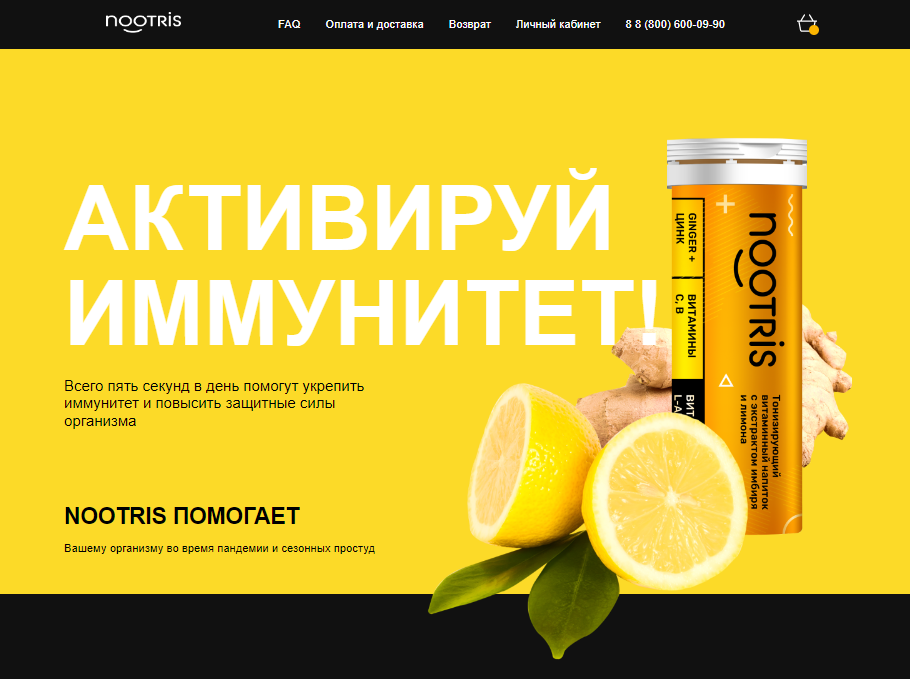 nooTRis
FAQ
Оплата и доставка
Возврат
Личный кабинет
8 8 (800) 600-09-90
АКТИВИРУЙ
ИММУНИТЕТ!
Всего пять секунд в день помогут укрепить
иммунитет и повысить защитные силы
организма
NOOTRIS ПОМОГАЕТ
Вашему организму во время пандемии и сезонных простуд
nooTRis
Тонизирующий
витаминный напиток
с экстрактом имбиря
и лимона
GINGER +
ЦИНК
ВИТАМИНЫ
C, B